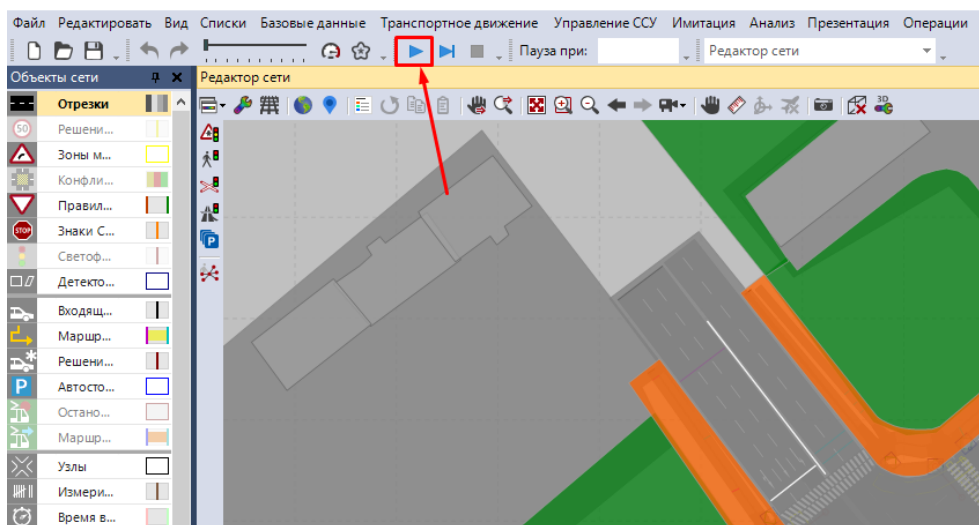 Файл Редактировать Вид Списки Базовые данные Транспортное движение Управление ССУ Имитация Анализ Презентация Операции
Пауза при: Редактор сети
Объекты сети
Редактор сети
Отрезки
50 Решени...
Зоны м...
Конфли...
Правил...
STOP Знаки С...
Светоф...
Детекто...
Входящ...
Маршр...
Решени...
P Автосто...
Остано...
Маршр...
Узлы
Измери...
Время в...
3D
P